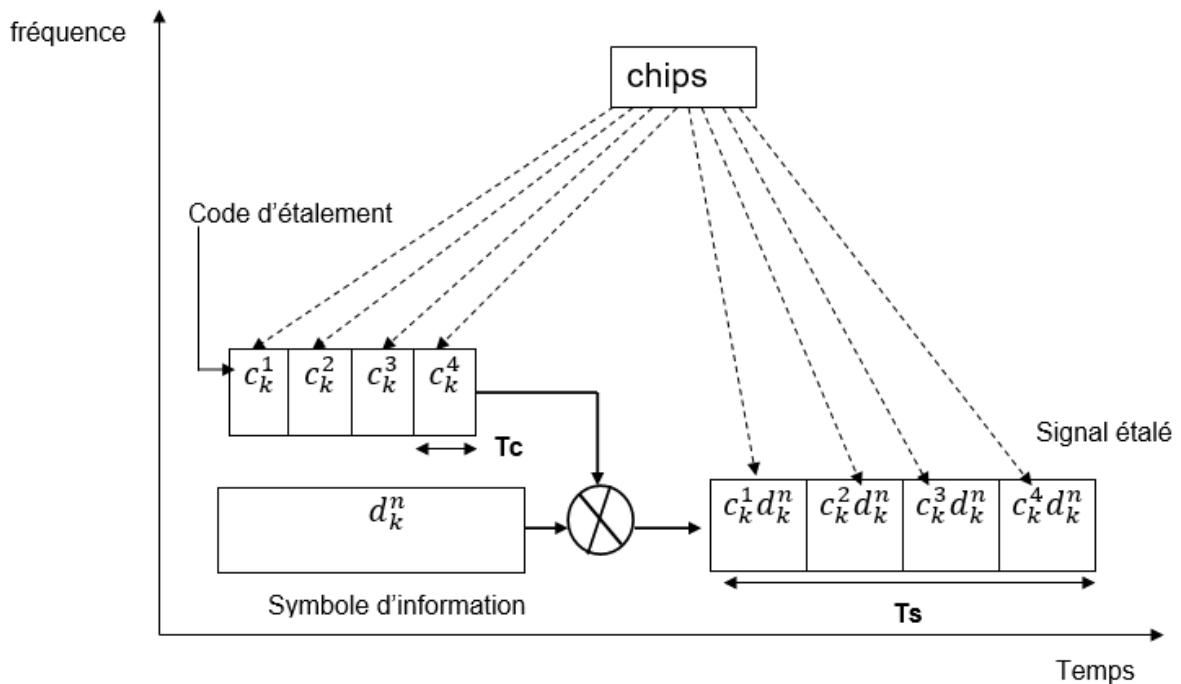 fréquence
chips
Code d'étalement
$c_k^1$ $c_k^2$ $c_k^3$ $c_k^4$
Tc
Signal étalé
$d_k^n$
$c_k^1 d_k^n$ $c_k^2 d_k^n$ $c_k^3 d_k^n$ $c_k^4 d_k^n$
Symbole d'information
Ts
Temps